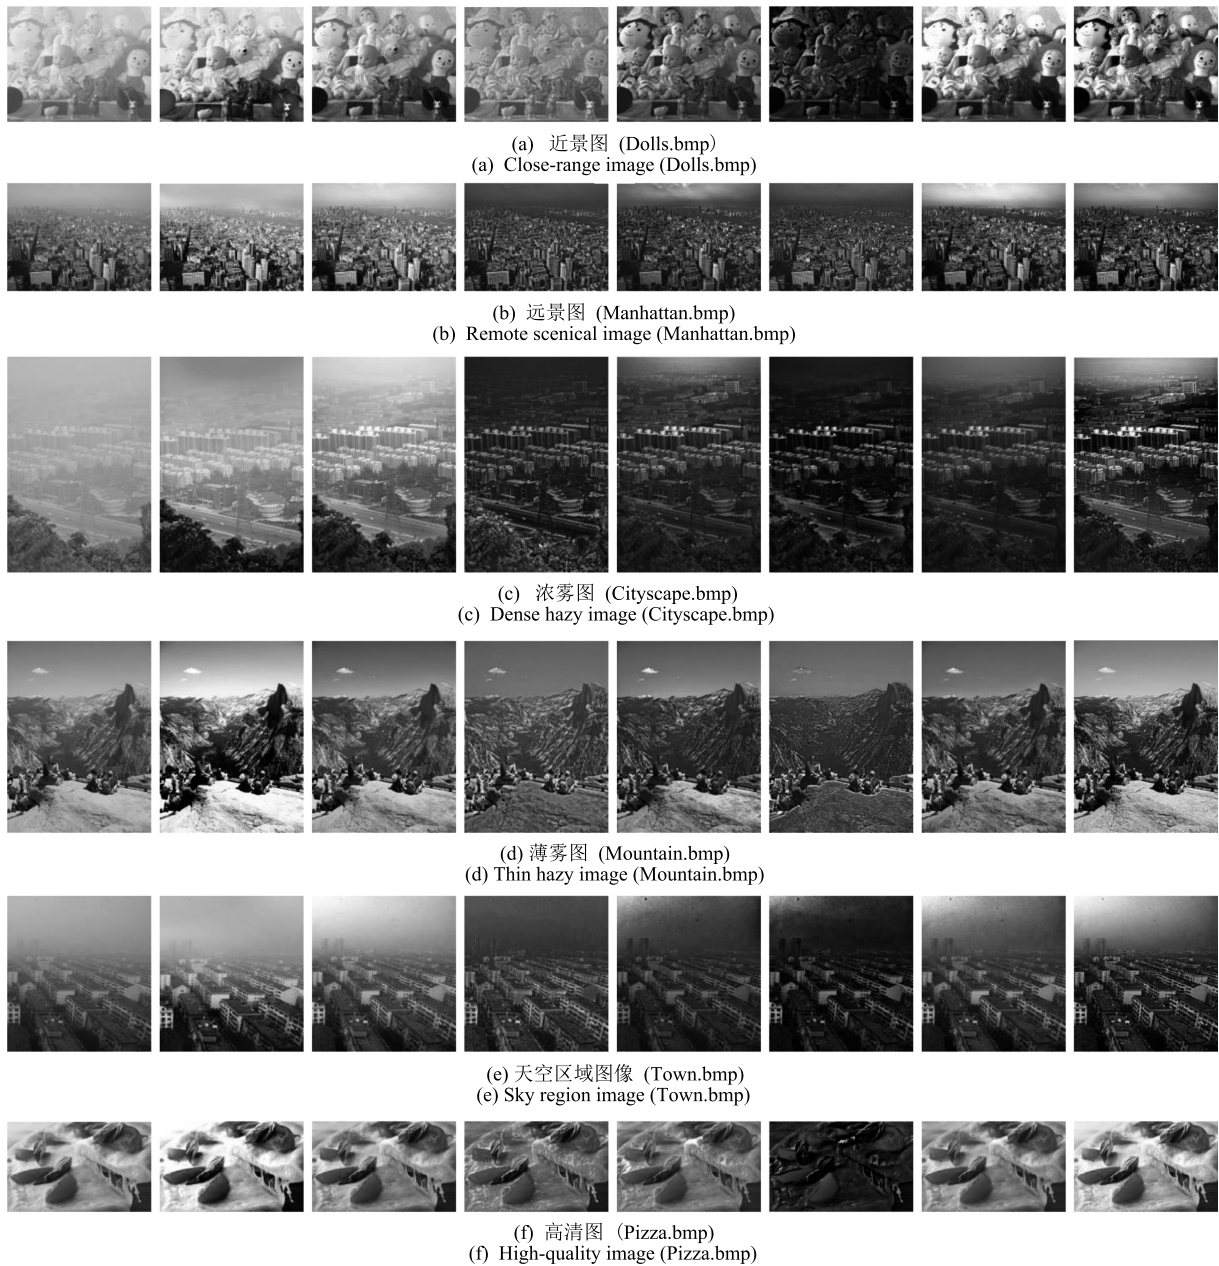 (a) 近景图 (Dolls.bmp)
(a) Close-range image (Dolls.bmp)
(b) 远景图 (Manhattan.bmp)
(b) Remote scenical image (Manhattan.bmp)
(c) 浓雾图 (Cityscape.bmp)
(c) Dense hazy image (Cityscape.bmp)
(d) 薄雾图 (Mountain.bmp)
(d) Thin hazy image (Mountain.bmp)
(e) 天空区域图像 (Town.bmp)
(e) Sky region image (Town.bmp)
(f) 高清图 (Pizza.bmp)
(f) High-quality image (Pizza.bmp)